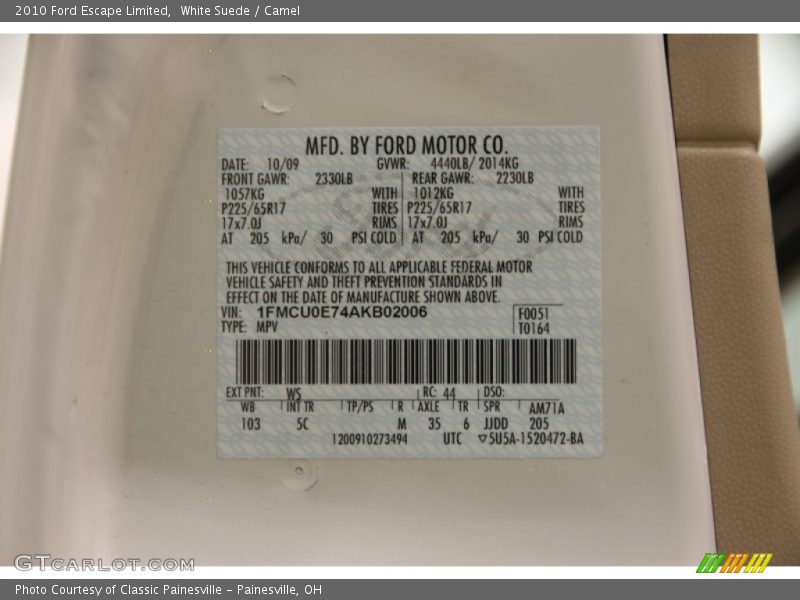 2010 Ford Escape Limited,  White Suede / Camel
MFD. BY FORD MOTOR CO.
DATE: 10/09 GVWR: 4440LB/ 2014KG
FRONT GAWR: 2330LB REAR GAWR: 2230LB
1057KG WITH 1012KG WITH
P225/65R17 TIRES P225/65R17 TIRES
17x7.0J RIMS 17x7.0J RIMS
AT 205 kPa/ 30 PSI COLD AT 205 kPa/ 30 PSI COLD
THIS VEHICLE CONFORMS TO ALL APPLICABLE FEDERAL MOTOR
VEHICLE SAFETY AND THEFT PREVENTION STANDARDS IN
EFFECT ON THE DATE OF MANUFACTURE SHOWN ABOVE.
VIN: 1FMCU0E74AKB02006 F0051
TYPE: MPV T0164
EXT PNT: WS RC: 44 DSO:
WB INT TR TP/PS R AXLE TR SPR AM71A
103 5C M 35 6 JJDD 205
1200910273494 UTC ▽5U5A-1520472-BA
GTCARLOT.COM
Photo Courtesy of Classic Painesville – Painesville, OH